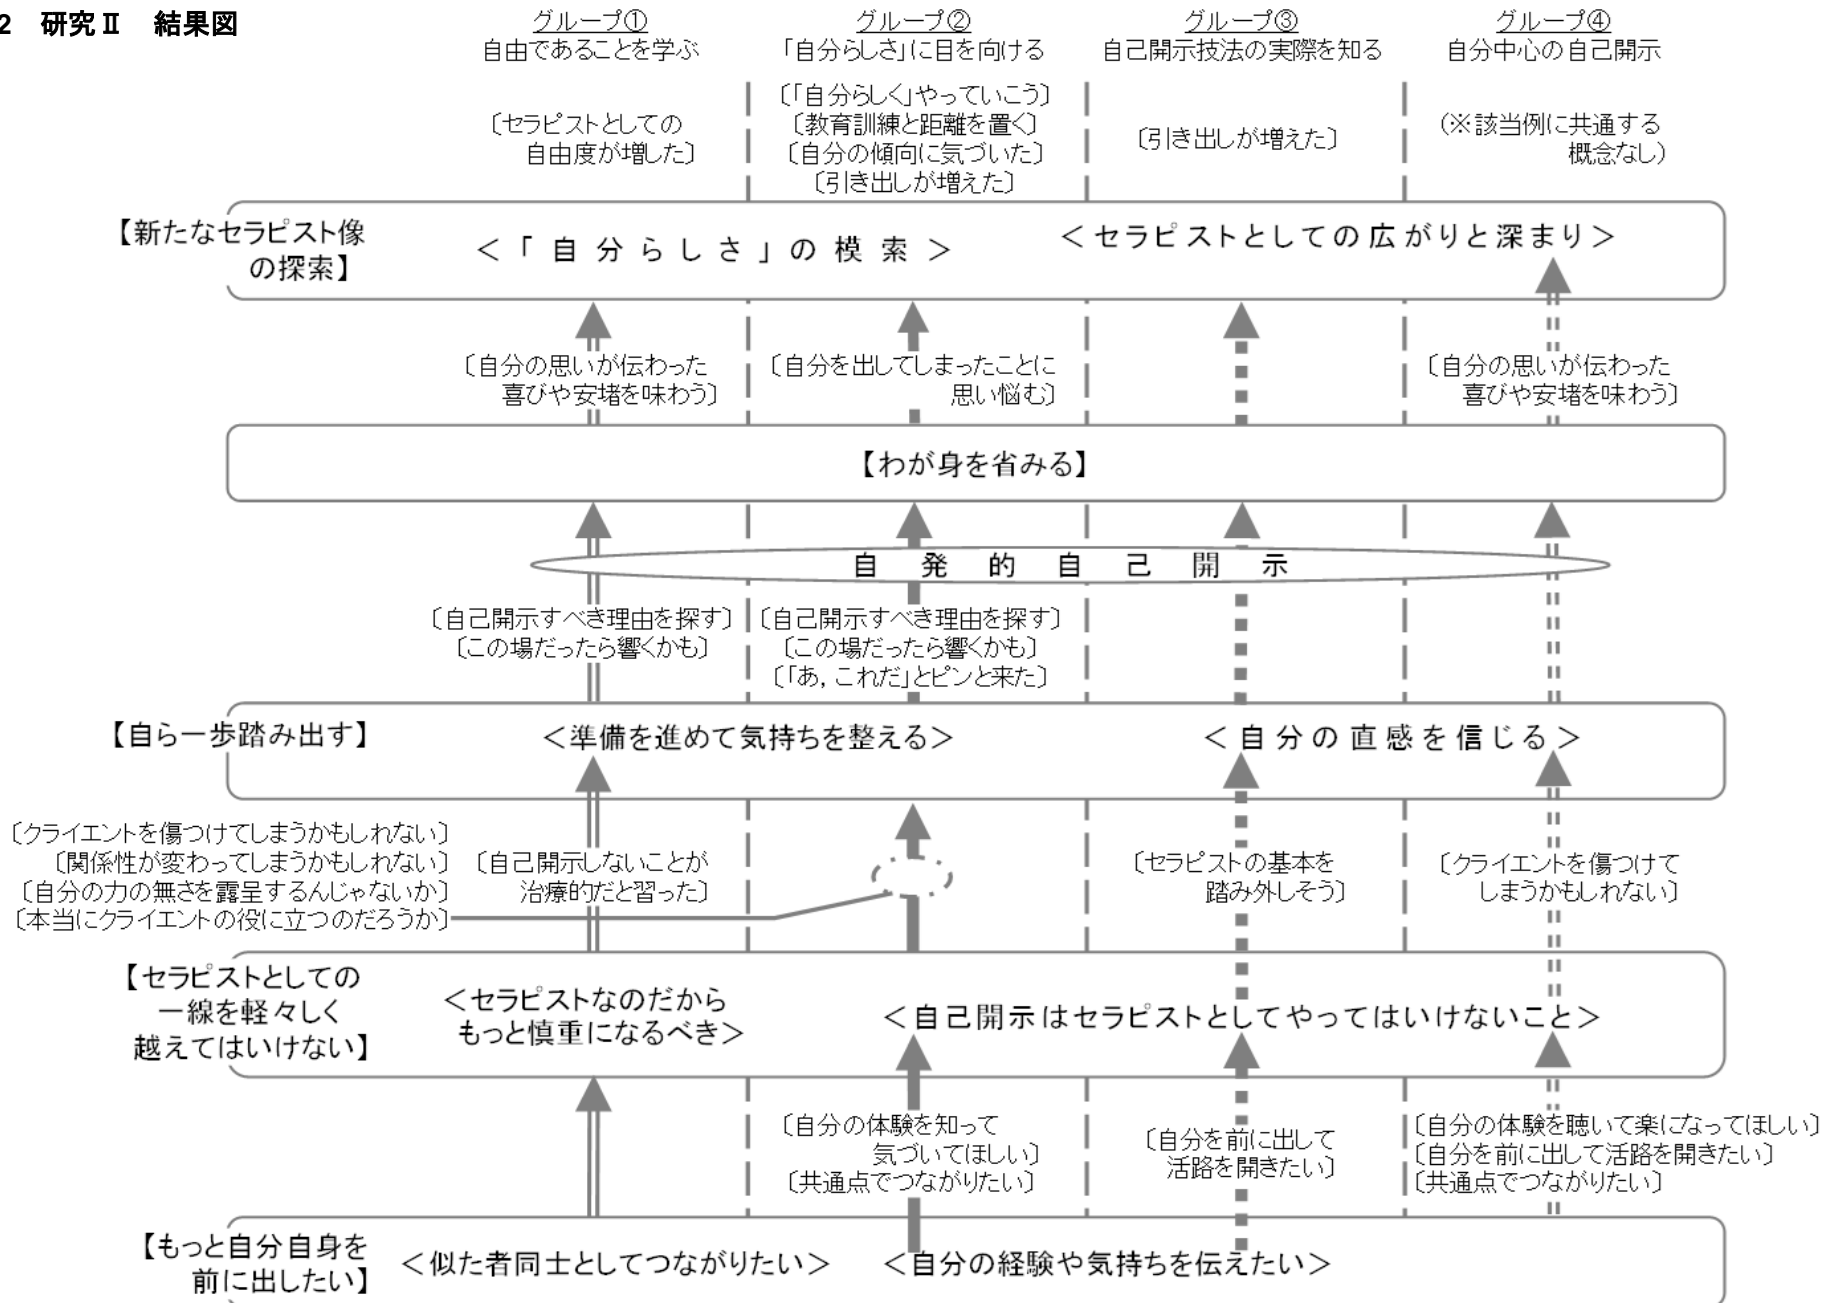 2 研究Ⅱ 結果図
グループ①
自由であることを学ぶ
グループ②
「自分らしさ」に目を向ける
グループ③
自己開示技法の実際を知る
グループ④
自分中心の自己開示
〔セラピストとしての
自由度が増した〕
〔「自分らしく」やっていこう〕
〔教育訓練と距離を置く〕
〔自分の傾向に気づいた〕
〔引き出しが増えた〕
〔引き出しが増えた〕
(※該当例に共通する
概念なし)
【新たなセラピスト像
の探索】
<「自分らしさ」の模索>
<セラピストとしての広がりと深まり>
〔自分の思いが伝わった
喜びや安堵を味わう〕
〔自分を出してしまったことに
思い悩む〕
〔自分の思いが伝わった
喜びや安堵を味わう〕
【わが身を省みる】
自発的自己開示
〔自己開示すべき理由を探す〕
〔この場だったら響くかも〕
〔自己開示すべき理由を探す〕
〔この場だったら響くかも〕
〔「あ,これだ」とピンと来た〕
【自ら一歩踏み出す】
<準備を進めて気持ちを整える>
<自分の直感を信じる>
〔クライエントを傷つけてしまうかもしれない〕
〔関係性が変わってしまうかもしれない〕
〔自分の力の無さを露呈するんじゃないか〕
〔本当にクライエントの役に立つのだろうか〕
〔自己開示しないことが
治療的だと習った〕
〔セラピストの基本を
踏み外しそう〕
〔クライエントを傷つけて
しまうかもしれない〕
【セラピストとしての
一線を軽々しく
越えてはいけない】
<セラピストなのだから
もっと慎重になるべき>
<自己開示はセラピストとしてやってはいけないこと>
〔自分の体験を知って
気づいてほしい〕
〔共通点でつながりたい〕
〔自分を前に出して
活路を開きたい〕
〔自分の体験を聴いて楽になってほしい〕
〔自分を前に出して活路を開きたい〕
〔共通点でつながりたい〕
【もっと自分自身を
前に出したい】
<似た者同士としてつながりたい>
<自分の経験や気持ちを伝えたい>